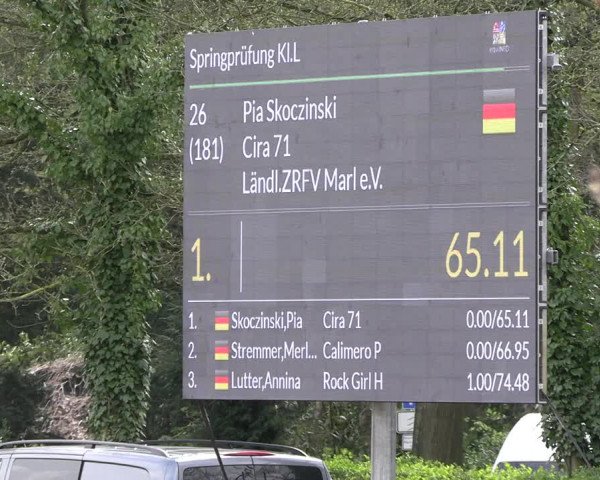 Springprüfung Kl.L
equiNFO
26 Pia Skoczinski
(181) Cira 71
Ländl.ZRFV Marl e.V.
1. 65.11
1. Skoczinski,Pia Cira 71 0.00/65.11
2. Stremmer,Merl... Calimero P 0.00/66.95
3. Lutter,Annina Rock Girl H 1.00/74.48